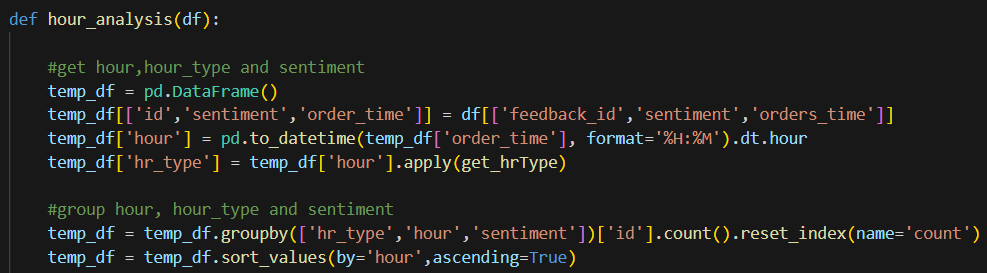 def hour_analysis(df):
#get hour,hour_type and sentiment
temp_df = pd.DataFrame()
temp_df[['id','sentiment','order_time']] = df[['feedback_id','sentiment','orders_time']]
temp_df['hour'] = pd.to_datetime(temp_df['order_time'], format='%H:%M').dt.hour
temp_df['hr_type'] = temp_df['hour'].apply(get_hrType)
#group hour, hour_type and sentiment
temp_df = temp_df.groupby(['hr_type','hour','sentiment'])['id'].count().reset_index(name='count')
temp_df = temp_df.sort_values(by='hour',ascending=True)